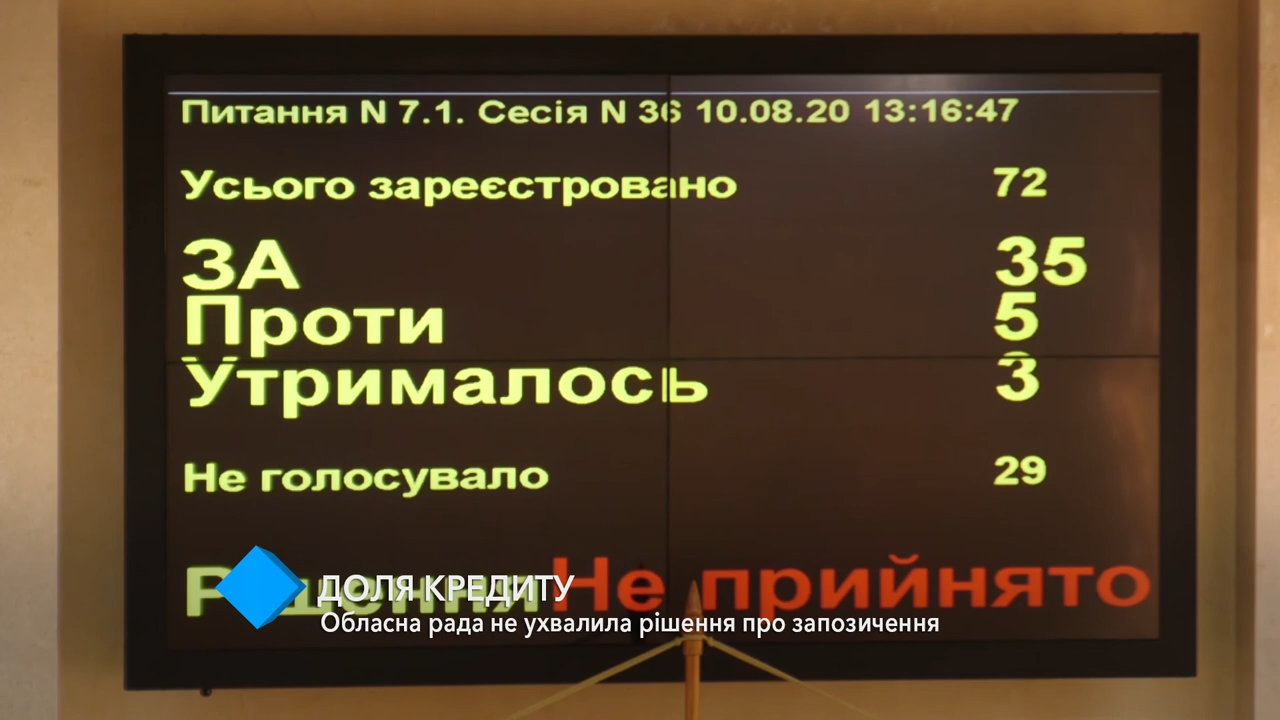 Питання N 7.1. Сесія N 36 10.08.20 13:16:47
Усього зареєстровано 72
ЗА 35
Проти 5
Утрималось 3
Не голосувало 29
Рішення Не прийнято
ДОЛЯ КРЕДИТУ
Обласна рада не ухвалила рішення про запозичення